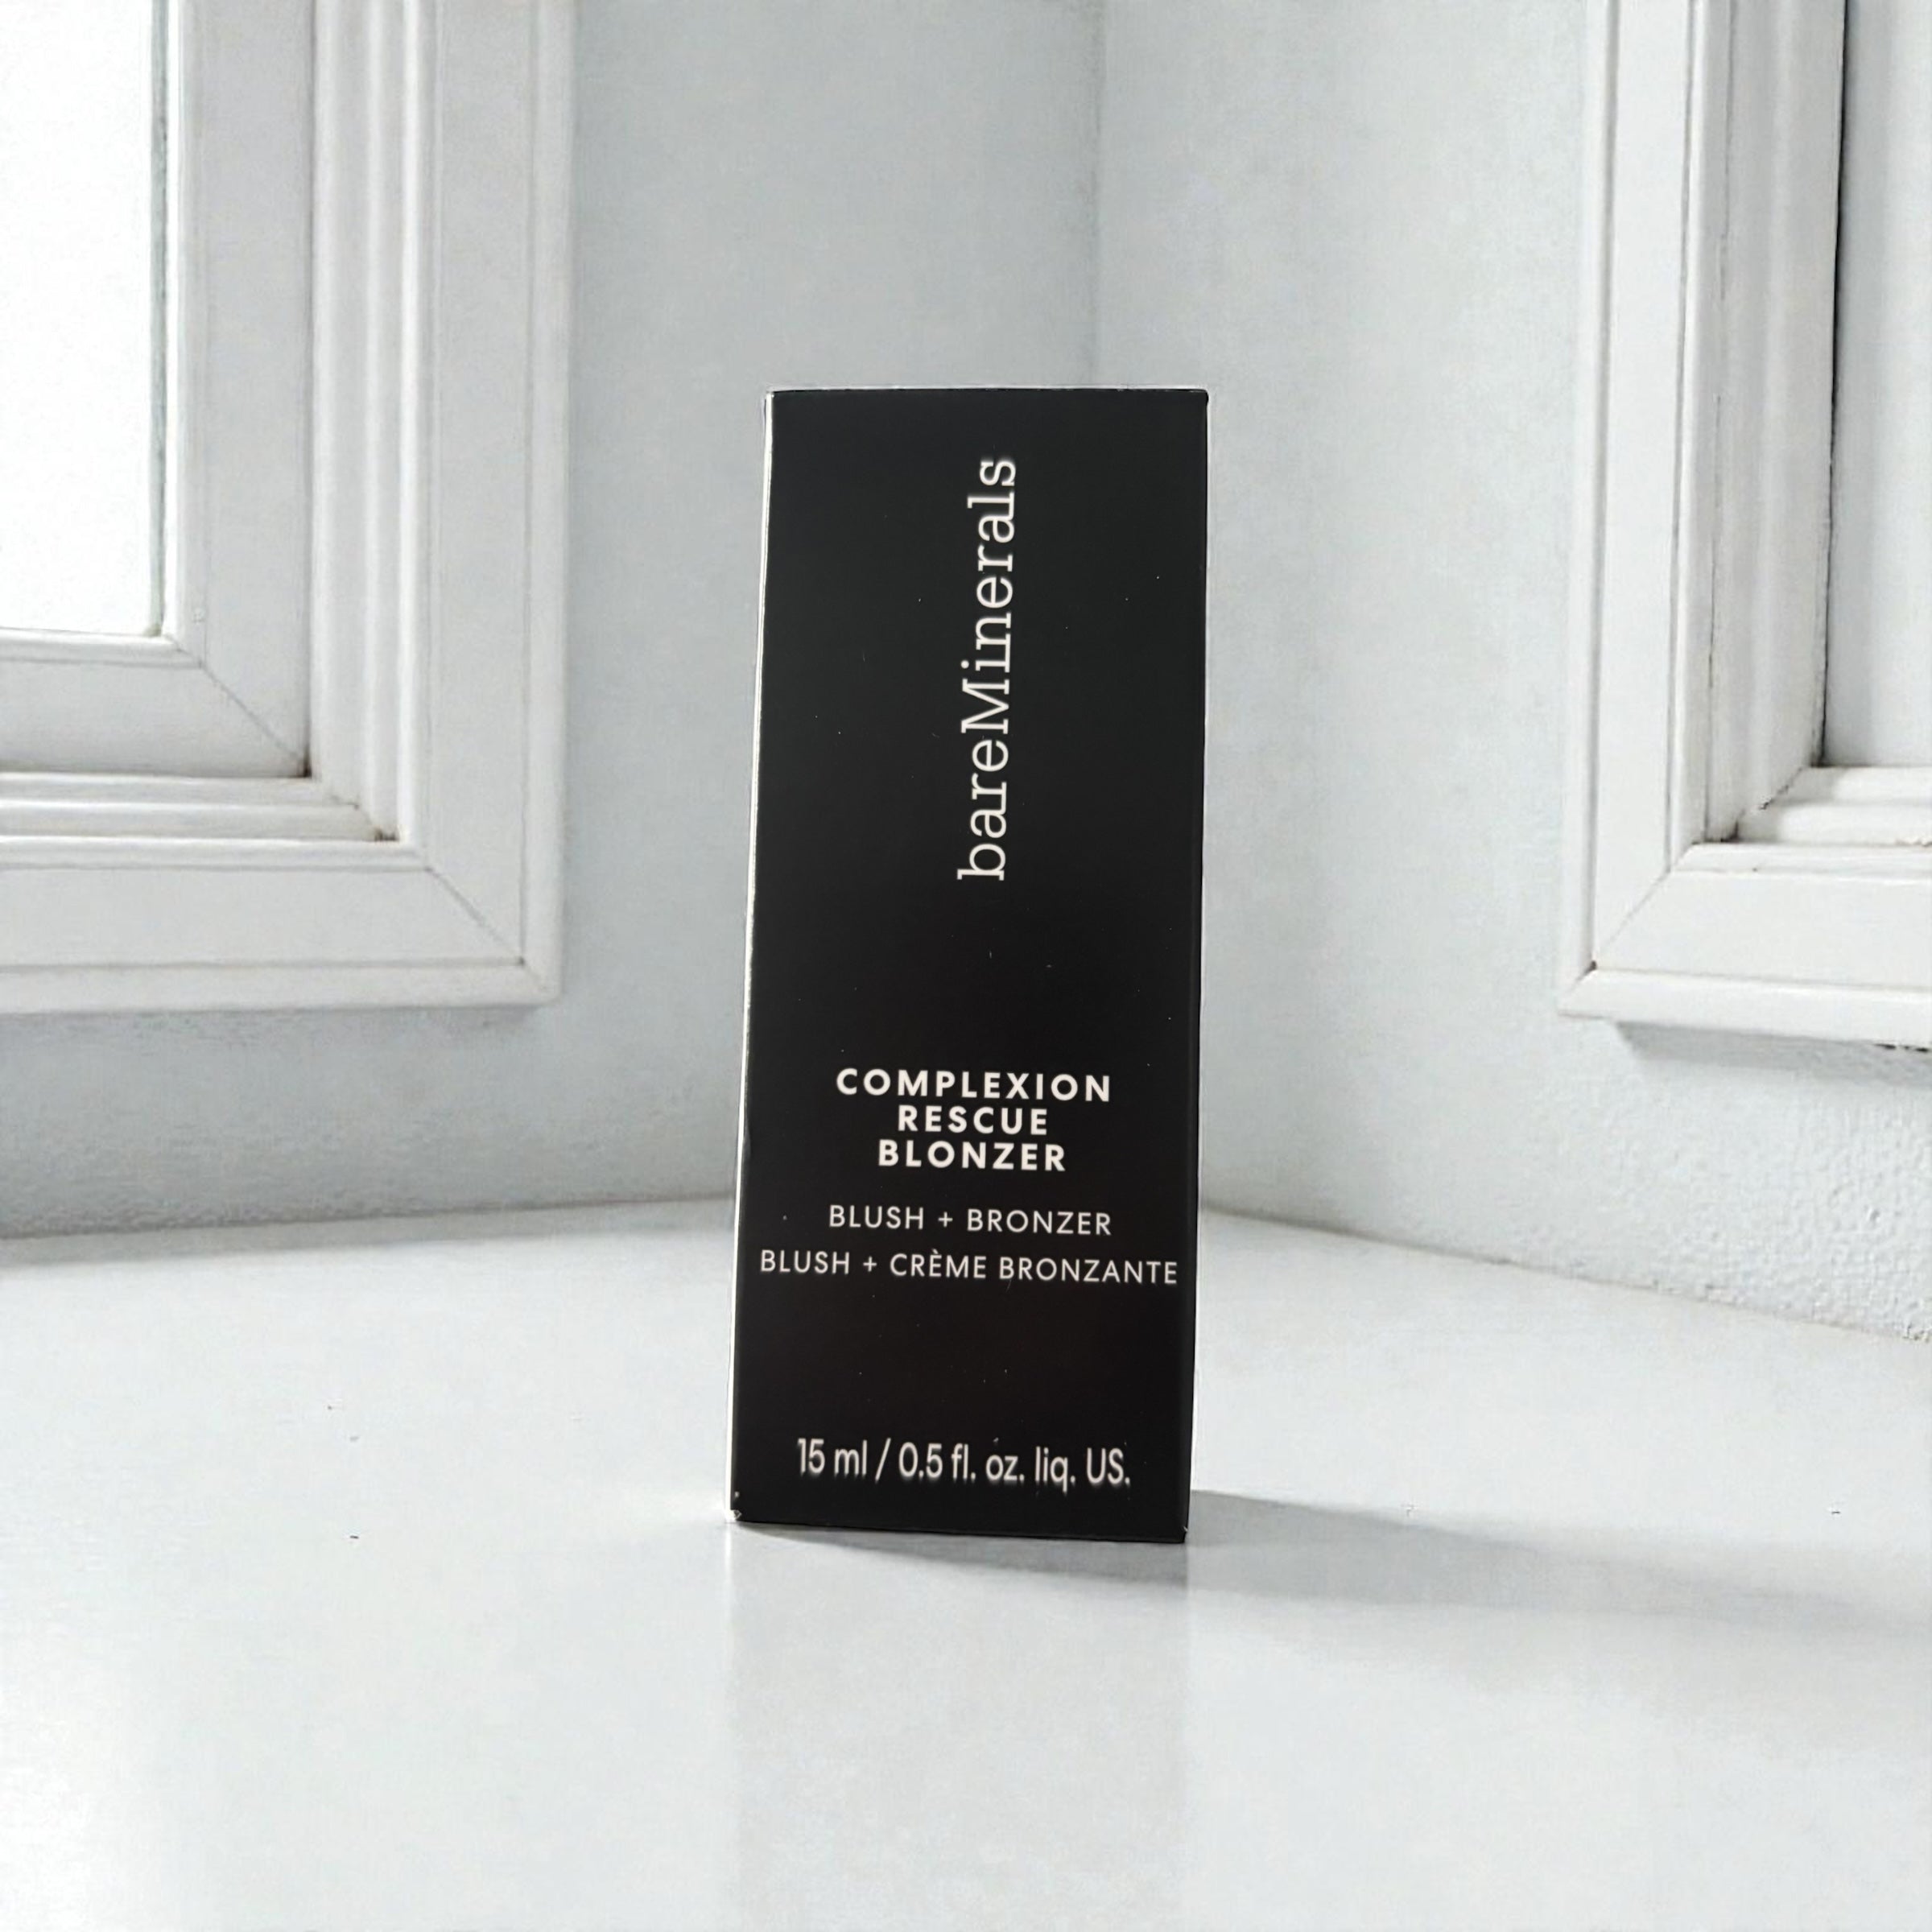 bareMinerals
COMPLEXION
RESCUE
BLONZER
BLUSH + BRONZER
BLUSH + CRÈME BRONZANTE
15 ml / 0.5 fl. oz. liq. US.